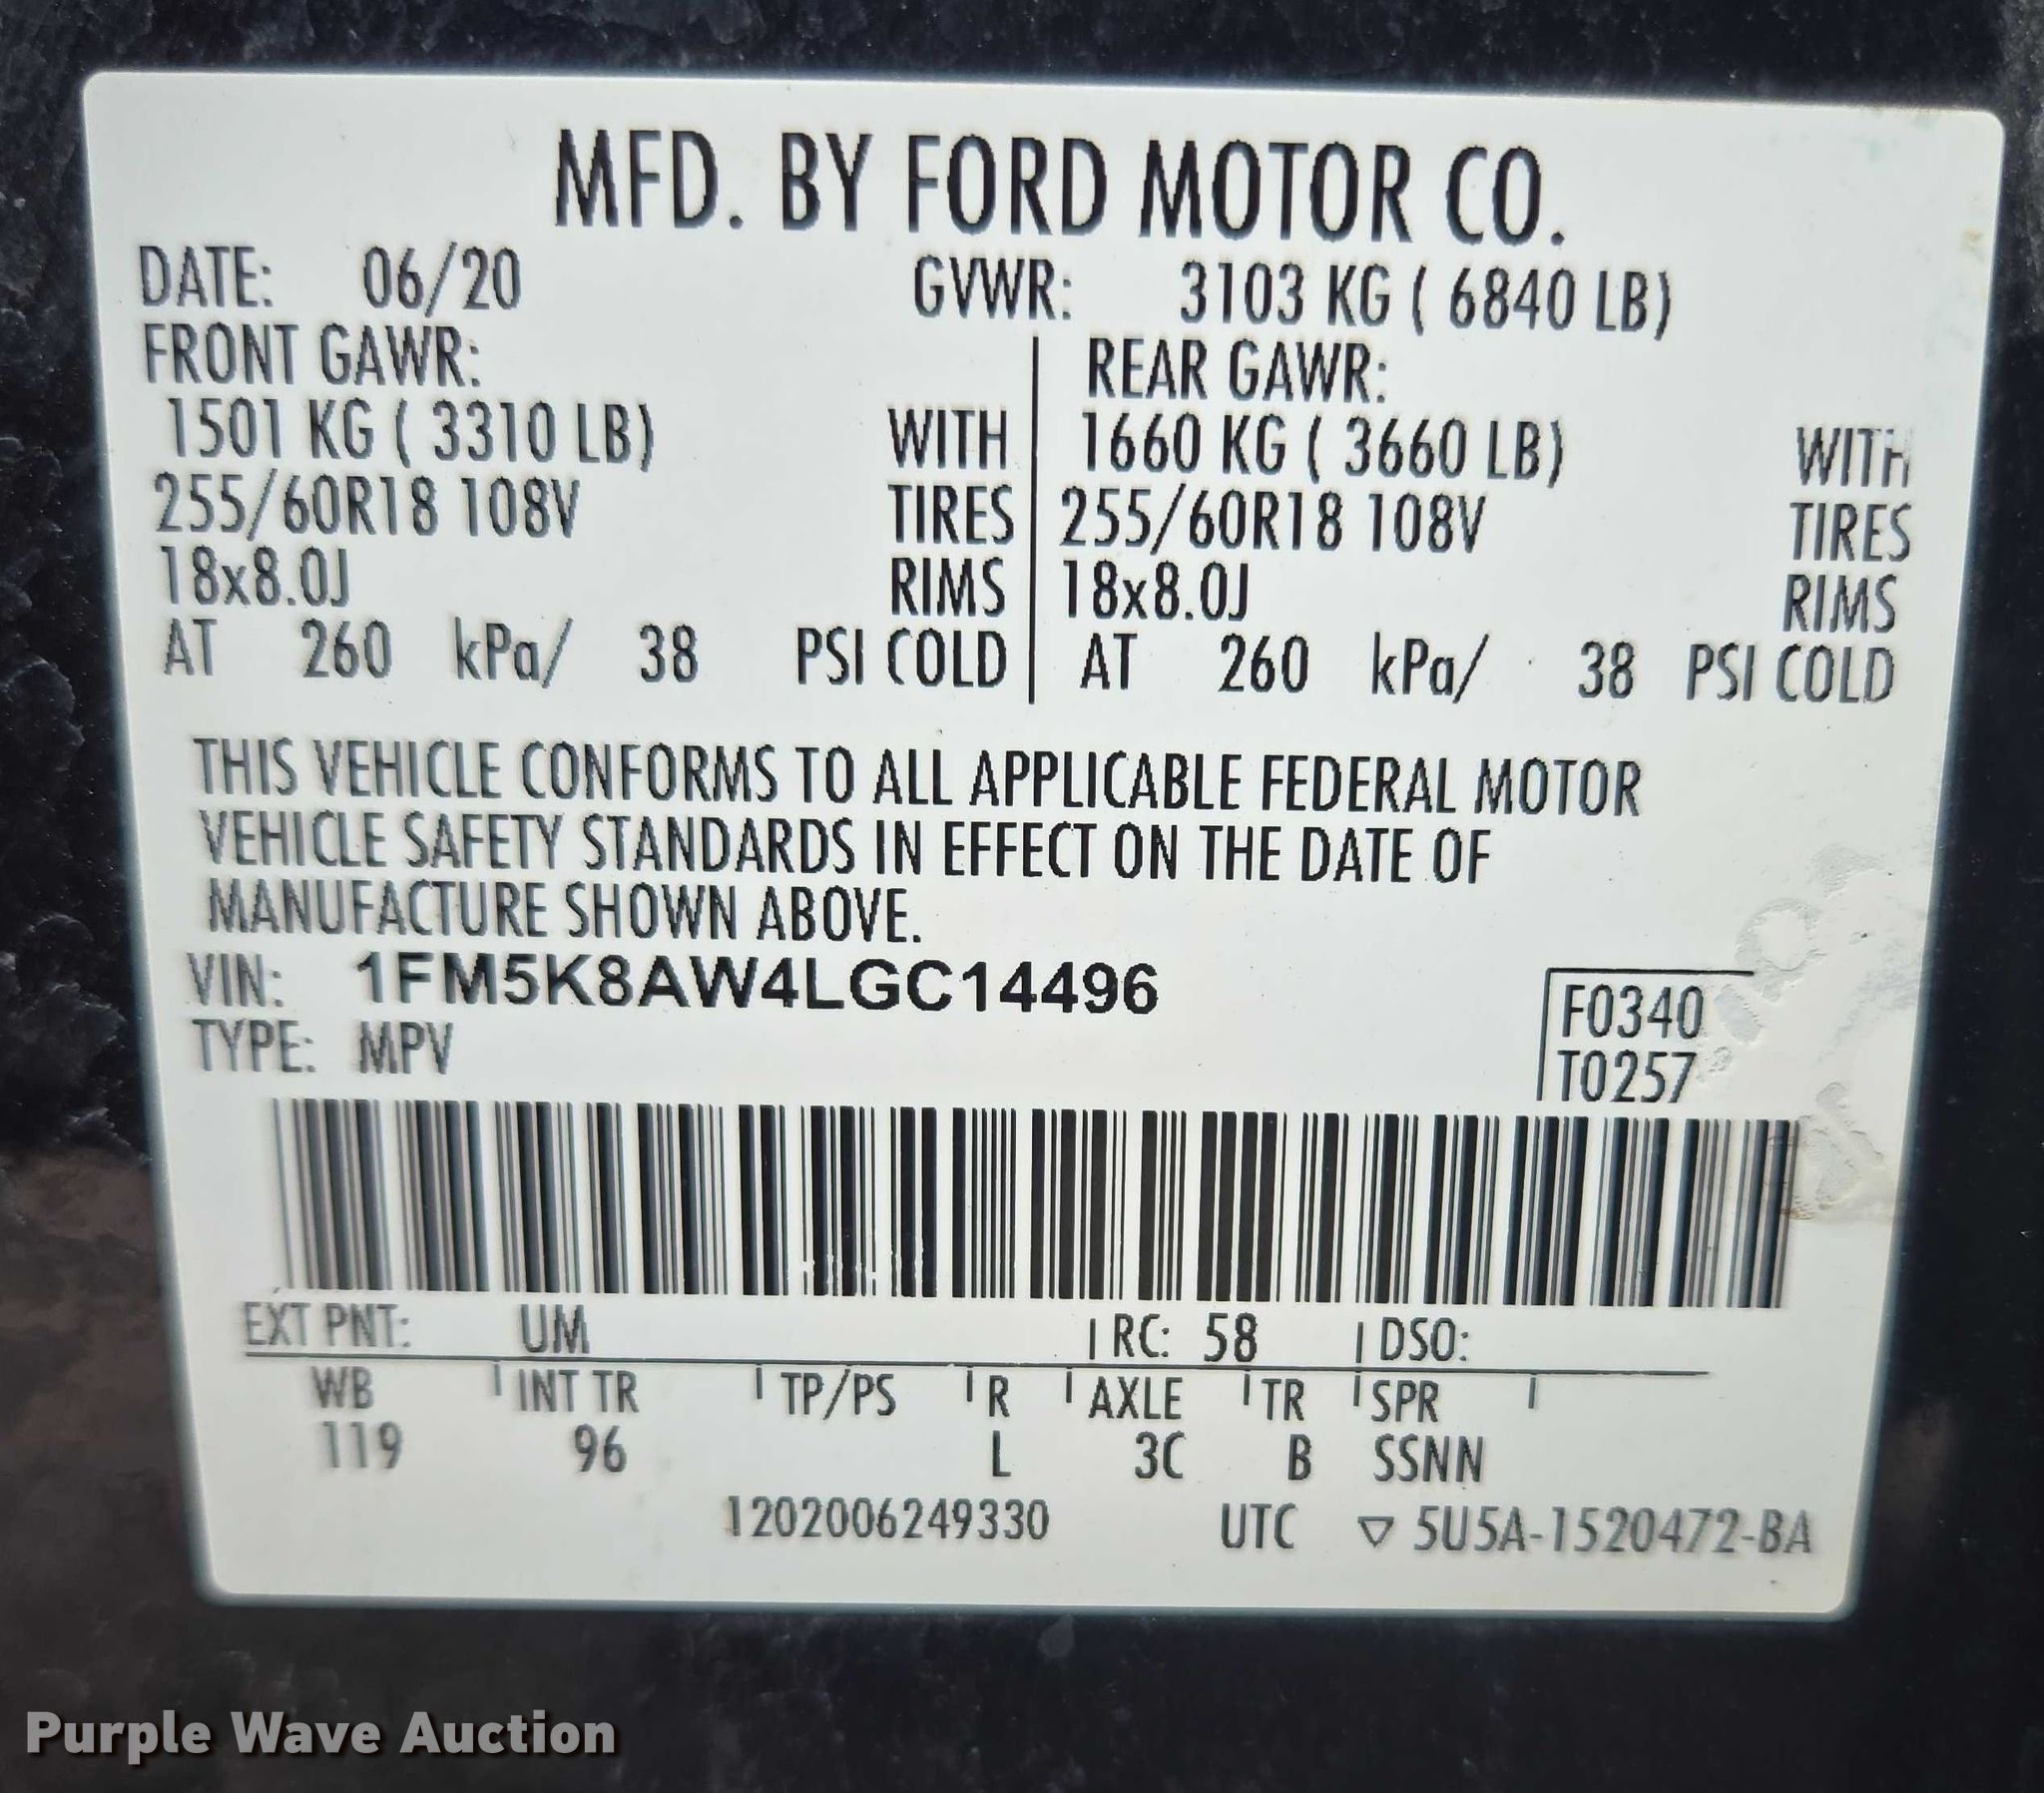 MFD. BY FORD MOTOR CO.
DATE: 06/20 GVWR: 3103 KG ( 6840 LB)
FRONT GAWR: REAR GAWR:
1501 KG ( 3310 LB) WITH 1660 KG ( 3660 LB) WITH
255/60R18 108V TIRES 255/60R18 108V TIRES
18x8.0J RIMS 18x8.0J RIMS
AT 260 kPa/ 38 PSI COLD AT 260 kPa/ 38 PSI COLD
THIS VEHICLE CONFORMS TO ALL APPLICABLE FEDERAL MOTOR
VEHICLE SAFETY STANDARDS IN EFFECT ON THE DATE OF
MANUFACTURE SHOWN ABOVE.
VIN: 1FM5K8AW4LGC14496
F0340
TYPE: MPV
T0257
EXT PNT: UM RC: 58 DSO:
WB INT TR TP/PS R AXLE TR SPR
119 96 L 3C B SSNN
1202006249330 UTC ▽ 5U5A-1520472-BA
Purple Wave Auction